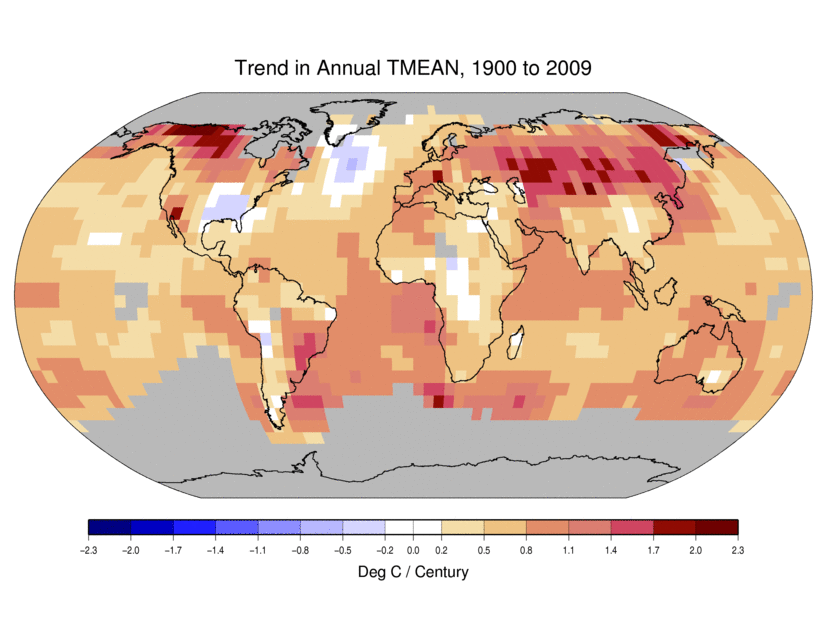 Trend in Annual TMEAN, 1900 to 2009
−2.3 −2.0 −1.7 −1.4 −1.1 −0.8 −0.5 −0.2 0.0 0.2 0.5 0.8 1.1 1.4 1.7 2.0 2.3
Deg C / Century